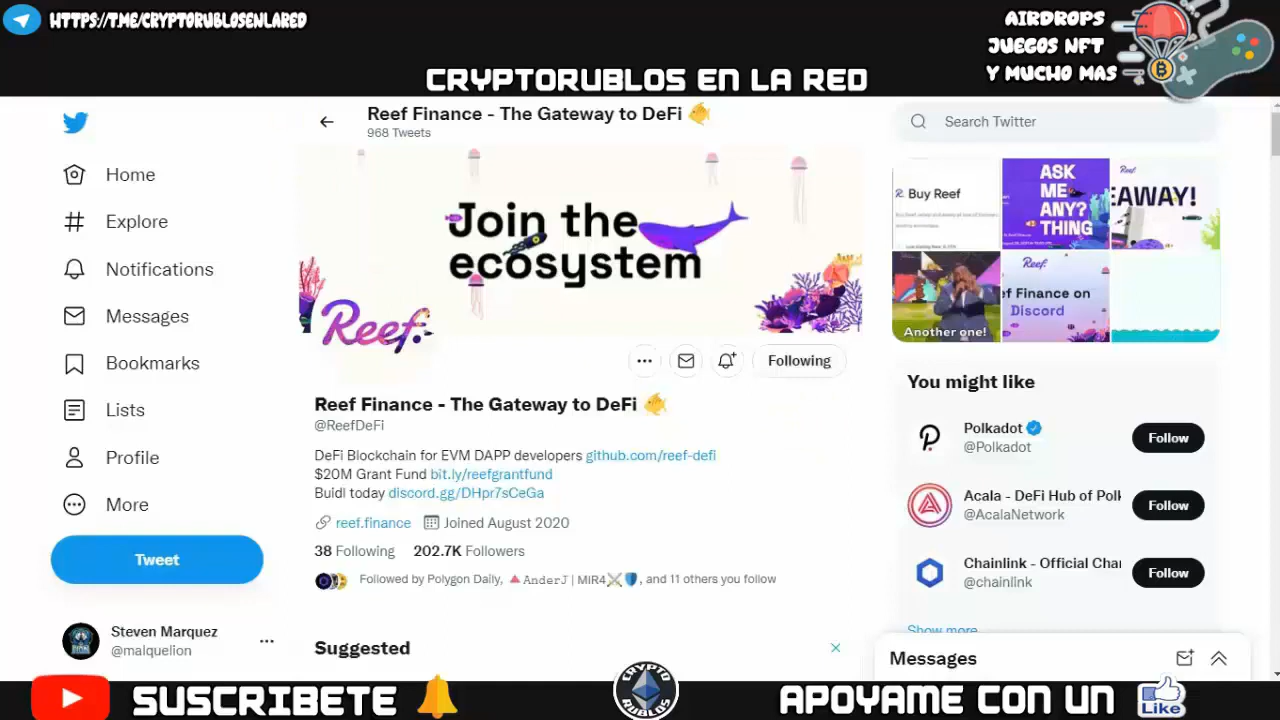 HTTPS://T.ME/CRYPTORUBLOSENLARED
AIRDROPS
JUEGOS NFT
Y MUCHO MAS
CRYPTORUBLOS EN LA RED
Reef Finance - The Gateway to DeFi
968 Tweets
Search Twitter
Home
Explore
Notifications
Messages
Bookmarks
Lists
Profile
More
Tweet
Steven Marquez
@malquelion
Join the
ecosystem
Reef.
Following
Reef Finance - The Gateway to DeFi
@ReefDeFi
DeFi Blockchain for EVM DAPP developers github.com/reef-defi
$20M Grant Fund bit.ly/reefgrantfund
Buidl today discord.gg/DHpr7sCeGa
reef.finance Joined August 2020
38 Following 202.7K Followers
Followed by Polygon Daily, AnderJ | MIR4, and 11 others you follow
Suggested
Buy Reef
ASK
ME
ANY?
THING
Reef.
EAWAY!
Another one!
Reef.
ef Finance on
Discord
You might like
Polkadot
@Polkadot
Follow
Acala - DeFi Hub of Polk
@AcalaNetwork
Follow
Chainlink - Official Chan
@chainlink
Follow
Show more
Messages
SUSCRIBETE
CRYPTO
RUBLOS
APOYAME CON UN
Like